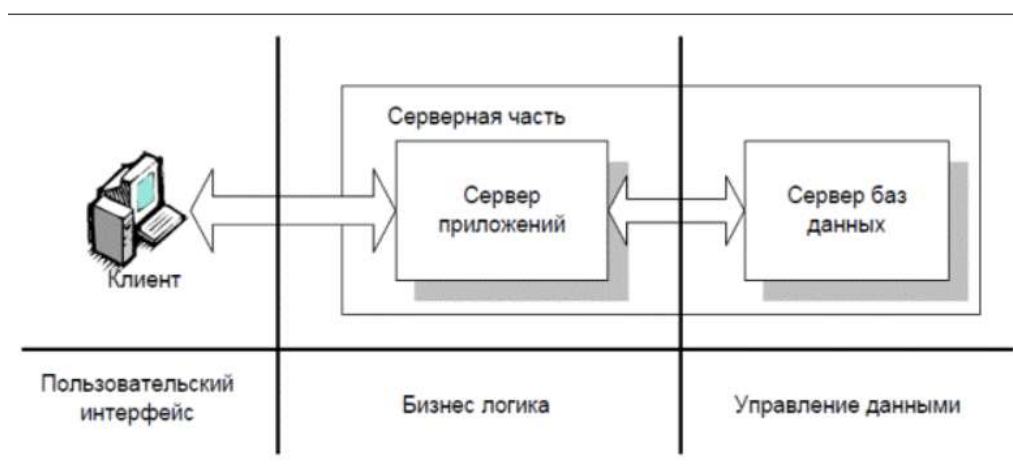 Серверная часть
Сервер
приложений
Сервер баз
данных
Клиент
Пользовательский
интерфейс
Бизнес логика
Управление данными